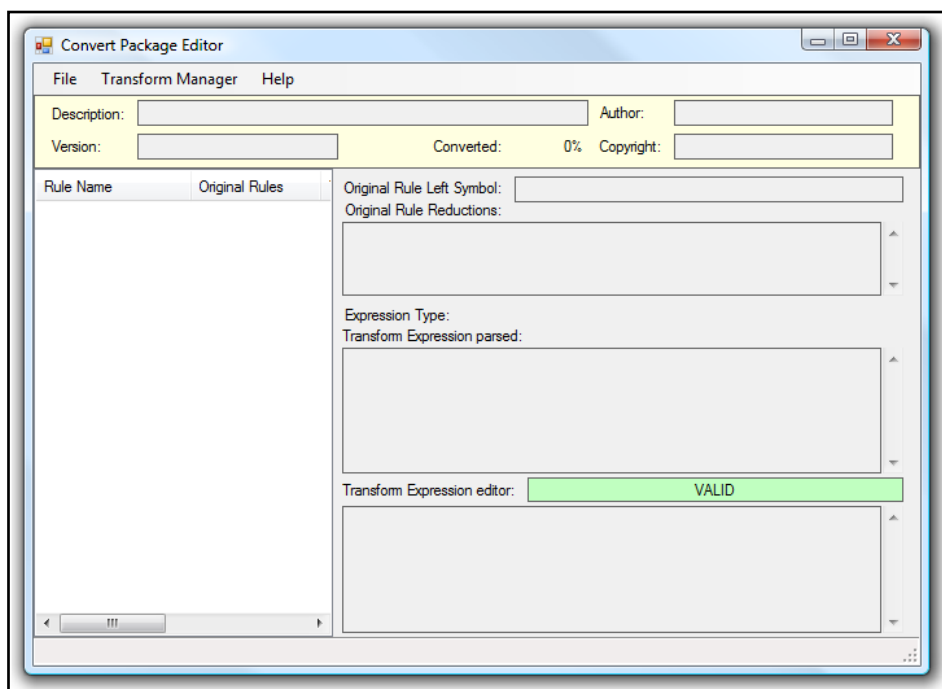 Convert Package Editor
File Transform Manager Help
Description: Author:
Version: Converted: 0% Copyright:
Rule Name Original Rules
Original Rule Left Symbol:
Original Rule Reductions:
Expression Type:
Transform Expression parsed:
Transform Expression editor: VALID